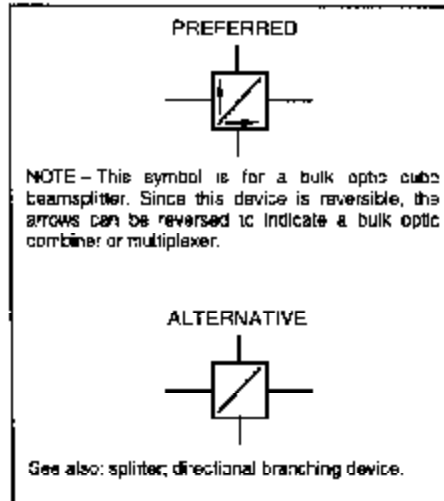 PREFERRED
NOTE – This symbol is for a bulk optic cube
beamsplitter. Since this device is reversible, the
arrows can be reversed to indicate a bulk optic
combiner or multiplexer.
ALTERNATIVE
See also: splitter; directional branching device.